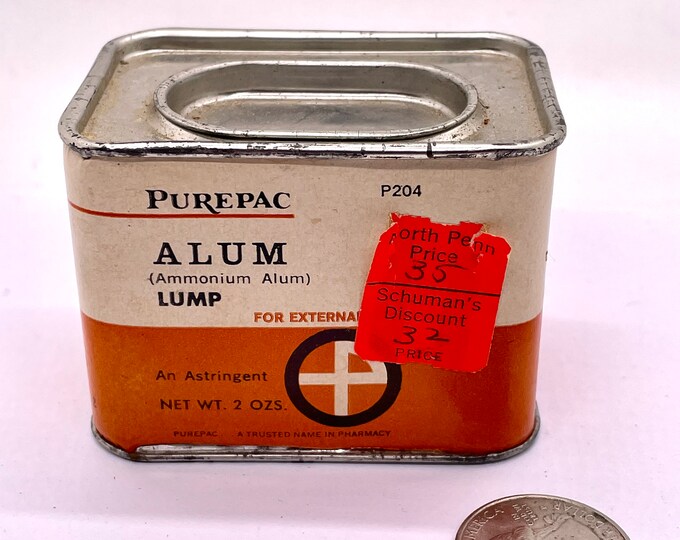 PUREPAC
P204
ALUM
(Ammonium Alum)
LUMP
FOR EXTERNAL
orth Penn
Price
35
Schuman's
Discount
32
PRICE
An Astringent
NET WT. 2 OZS.
PUREPAC A TRUSTED NAME IN PHARMACY